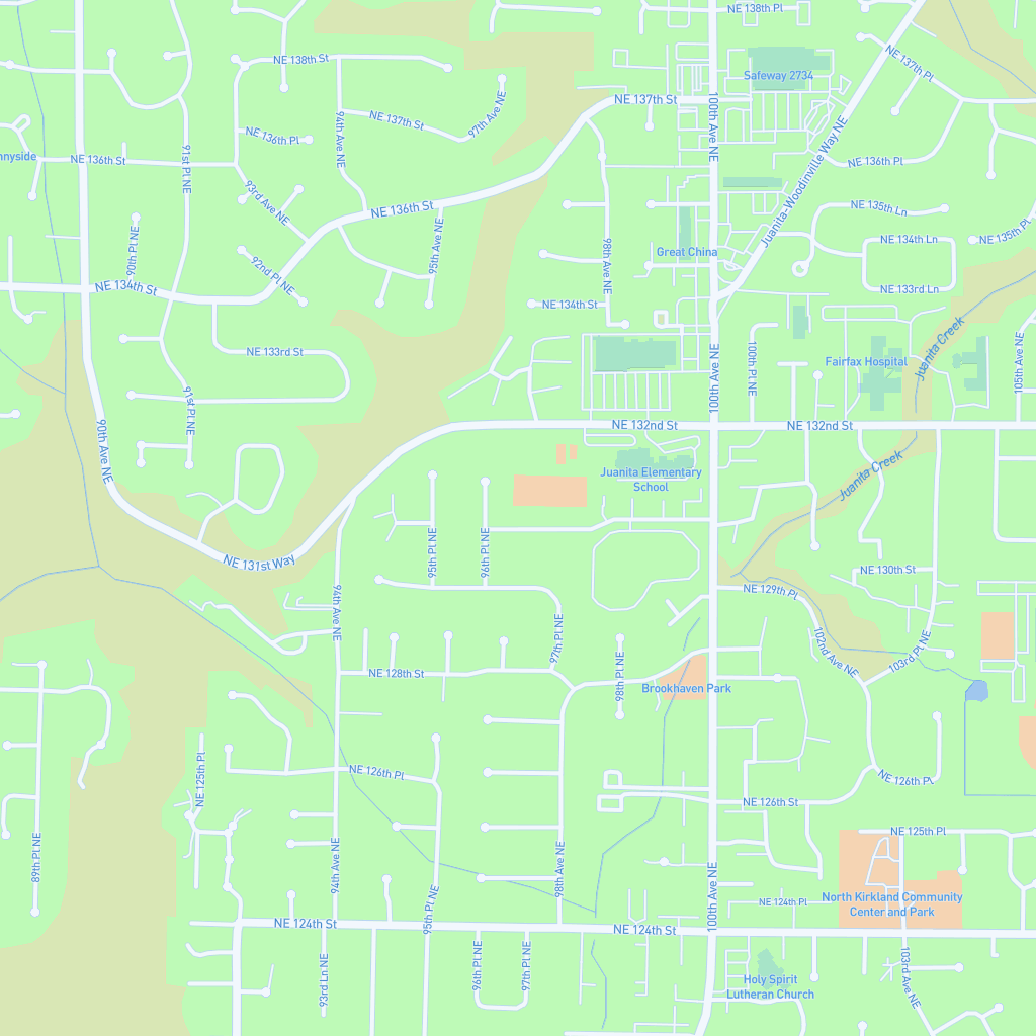 NE 138th Pl
NE 138th St
NE 137th Pl
Safeway 2734
97th Ave NE
NE 137th St
100th Ave NE
NE 137th St
94th Ave NE
NE 136th Pl
Juanita-Woodinville Way NE
nnyside
NE 136th St
91st Pl NE
NE 136th Pl
93rd Ave NE
NE 136th St
NE 135th Ln
NE 135th Pl
90th Pl NE
95th Ave NE
98th Ave NE
Great China
NE 134th Ln
92nd Pl NE
NE 134th St
NE 133rd Ln
NE 134th St
Juanita Creek
NE 133rd St
100th Ave NE
100th Pl NE
Fairfax Hospital
105th Ave NE
91st Pl NE
90th Ave NE
NE 132nd St
NE 132nd St
Juanita Elementary
School
Juanita Creek
NE 131st Way
95th Pl NE
96th Pl NE
NE 130th St
94th Ave NE
NE 129th Pl
97th Pl NE
102nd Ave NE
103rd Pl NE
NE 128th St
98th Pl NE
Brookhaven Park
NE 125th Pl
NE 126th Pl
NE 126th Pl
NE 126th St
89th Pl NE
NE 125th Pl
94th Ave NE
98th Ave NE
100th Ave NE
95th Pl NE
NE 124th Pl
North Kirkland Community
Center and Park
NE 124th St
NE 124th St
93rd Ln NE
96th Pl NE
97th Pl NE
103rd Ave NE
Holy Spirit
Lutheran Church